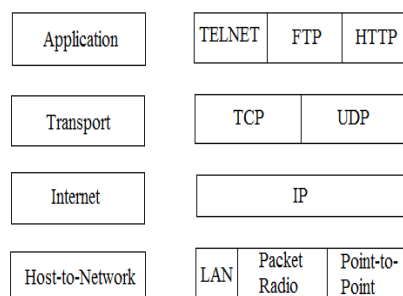 Application TELNET FTP HTTP
Transport TCP UDP
Internet IP
Host-to-Network LAN Packet Radio Point-to-Point